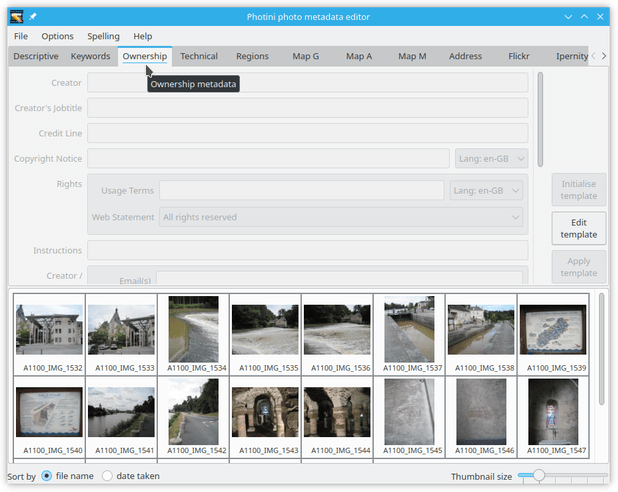 Photini photo metadata editor
File Options Spelling Help
Descriptive Keywords Ownership Technical Regions Map G Map A Map M Address Flickr Ipernity
Ownership metadata
Creator
Creator's Jobtitle
Credit Line
Copyright Notice Lang: en-GB
Rights Usage Terms Lang: en-GB
Web Statement All rights reserved
Instructions
Creator / Email(s)
Initialise
template
Edit
template
Apply
template
A1100_IMG_1532 A1100_IMG_1533 A1100_IMG_1534 A1100_IMG_1535 A1100_IMG_1536 A1100_IMG_1537 A1100_IMG_1538 A1100_IMG_1539
A1100_IMG_1540 A1100_IMG_1541 A1100_IMG_1542 A1100_IMG_1543 A1100_IMG_1544 A1100_IMG_1545 A1100_IMG_1546 A1100_IMG_1547
Sort by file name date taken Thumbnail size